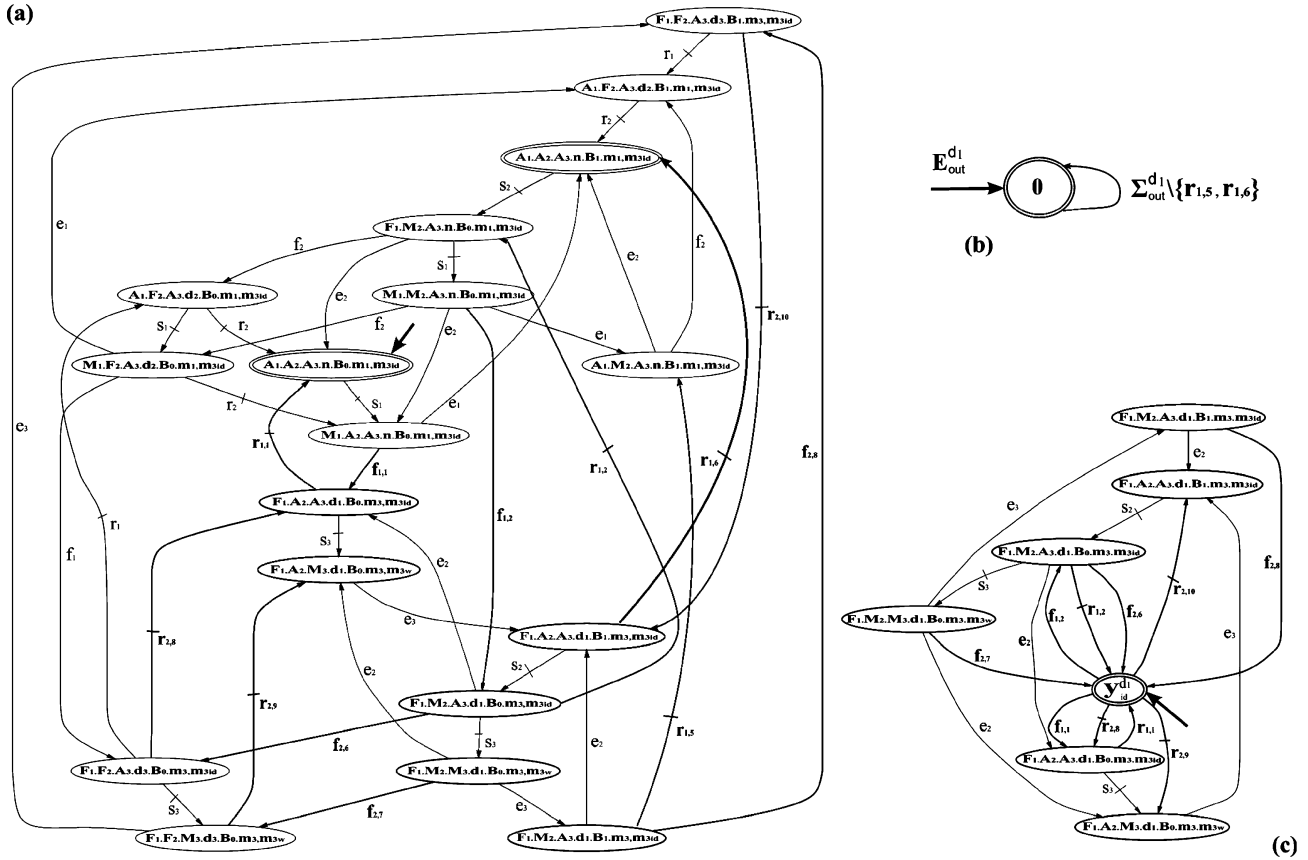 (a)
F₁.F₂.A₃.d₃.B₁.m₃,m₃id
r₁
A₁.F₂.A₃.d₂.B₁.m₁,m₃id
r₂
A₁.A₂.A₃.n.B₁.m₁,m₃id
s₂
F₁.M₂.A₃.n.B₀.m₁,m₃id
e₁
f₂
s₁
e₂
e₂
f₂
A₁.F₂.A₃.d₂.B₀.m₁,m₃id
M₁.M₂.A₃.n.B₀.m₁,m₃id
r₂,₁₀
s₁
r₂
f₂
e₂
e₁
M₁.F₂.A₃.d₂.B₀.m₁,m₃id
A₁.A₂.A₃.n.B₀.m₁,m₃id
A₁.M₂.A₃.n.B₁.m₁,m₃id
r₂
s₁
e₁
e₃
M₁.A₂.A₃.n.B₀.m₁,m₃id
r₁,₁
f₁,₁
r₁,₂
r₁,₆
f₂,₈
F₁.A₂.A₃.d₁.B₀.m₃,m₃id
r₁
f₁
s₃
f₁,₂
e₂
F₁.A₂.M₃.d₁.B₀.m₃,m₃w
e₃
r₂,₈
F₁.A₂.A₃.d₁.B₁.m₃,m₃id
e₂
s₂
r₂,₉
F₁.M₂.A₃.d₁.B₀.m₃,m₃id
f₂,₆
s₃
e₂
r₁,₅
F₁.F₂.A₃.d₃.B₀.m₃,m₃id
F₁.M₂.M₃.d₁.B₀.m₃,m₃w
s₃
f₂,₇
e₃
F₁.F₂.M₃.d₃.B₀.m₃,m₃w
F₁.M₂.A₃.d₁.B₁.m₃,m₃id
E^d₁_out
0
Σ^d₁_out\{r₁,₅ , r₁,₆}
(b)
F₁.M₂.A₃.d₁.B₁.m₃.m₃id
e₂
F₁.A₂.A₃.d₁.B₁.m₃.m₃id
e₃
s₂
F₁.M₂.A₃.d₁.B₀.m₃.m₃id
s₃
f₂,₈
r₂,₁₀
F₁.M₂.M₃.d₁.B₀.m₃.m₃w
f₁,₂
r₁,₂
f₂,₆
e₂
e₃
f₂,₇
y^d₁_id
e₂
f₁,₁
r₂,₈
r₁,₁
r₂,₉
F₁.A₂.A₃.d₁.B₀.m₃.m₃id
s₃
F₁.A₂.M₃.d₁.B₀.m₃.m₃w
(c)